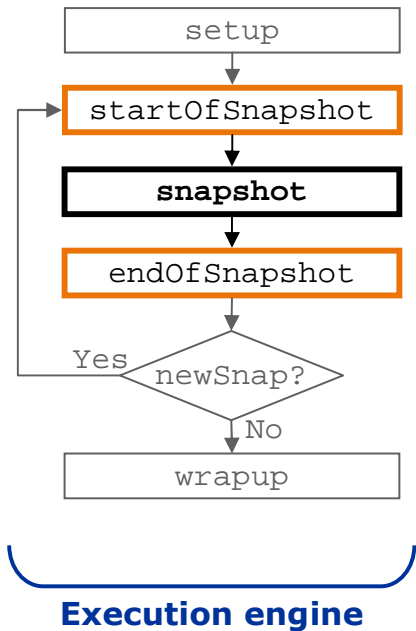 setup
startOfSnapshot
snapshot
endOfSnapshot
Yes
newSnap?
No
wrapup
Execution engine